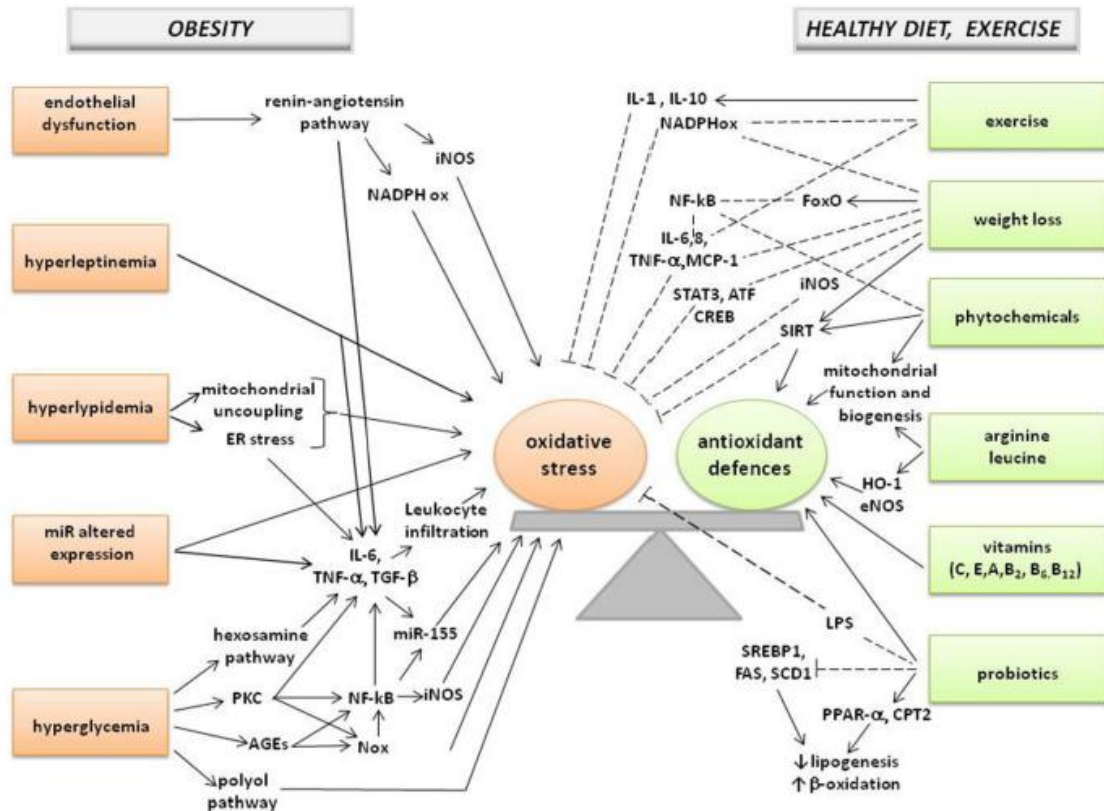 OBESITY
HEALTHY DIET, EXERCISE
endothelial
dysfunction
renin-angiotensin
pathway
iNOS
NADPH ox
hyperleptinemia
hyperlypidemia
mitochondrial
uncoupling
ER stress
miR altered
expression
Leukocyte
infiltration
IL-6,
TNF-α, TGF-β
miR-155
hexosamine
pathway
hyperglycemia
PKC
NF-kB
iNOS
AGEs
Nox
polyol
pathway
oxidative
stress
antioxidant
defences
IL-1 , IL-10
NADPHox
exercise
NF-kB
FoxO
weight loss
IL-6,8,
TNF-α,MCP-1
STAT3, ATF
CREB
iNOS
SIRT
phytochemicals
mitochondrial
function and
biogenesis
arginine
leucine
HO-1
eNOS
vitamins
(C, E,A,B2, B6,B12)
LPS
probiotics
SREBP1,
FAS, SCD1
PPAR-α, CPT2
↓ lipogenesis
↑ β-oxidation